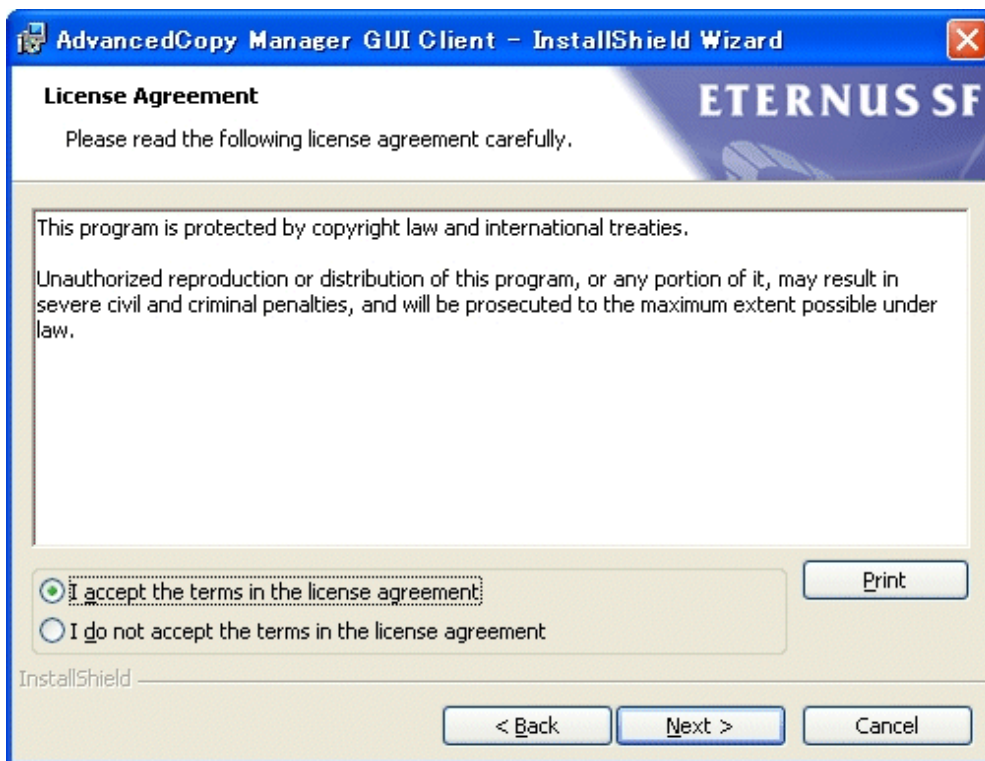 AdvancedCopy Manager GUI Client - InstallShield Wizard
License Agreement
ETERNUS SF
Please read the following license agreement carefully.
This program is protected by copyright law and international treaties.
Unauthorized reproduction or distribution of this program, or any portion of it, may result in
severe civil and criminal penalties, and will be prosecuted to the maximum extent possible under
law.
I accept the terms in the license agreement
Print
I do not accept the terms in the license agreement
InstallShield
< Back
Next >
Cancel